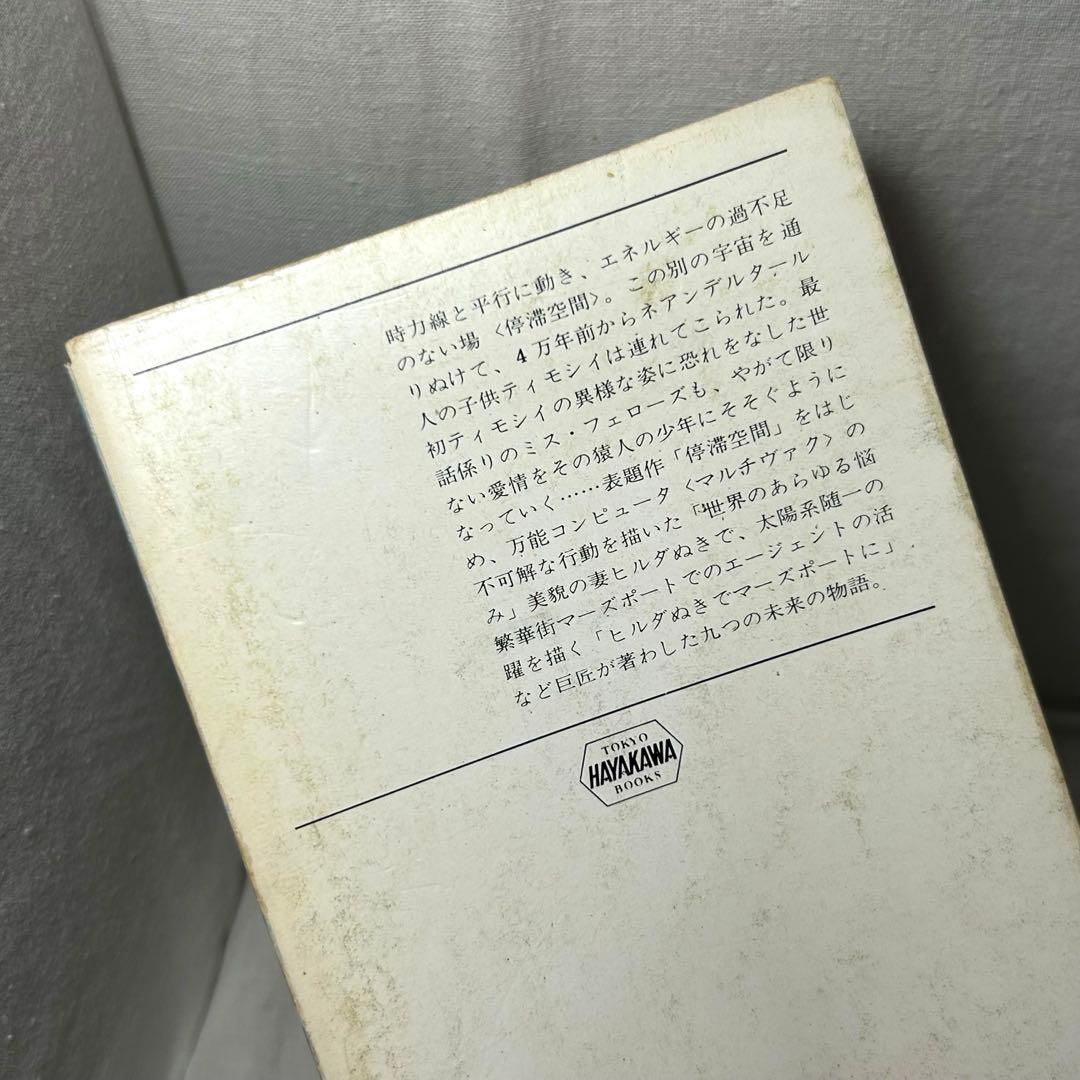 時力線と平行に動き、エネルギーの過不足
のない場〈停滞空間〉。この別の宇宙を通
りぬけて、4万年前からネアンデルタール
人の子供ティモシイは連れてこられた。最
初ティモシイの異様な姿に恐れをなした世
話係りのミス・フェローズも、やがて限り
ない愛情をその猿人の少年にそそぐように
なっていく……表題作「停滞空間」をはじ
め、万能コンピュータ〈マルチヴァク〉の
不可解な行動を描いた「世界のあらゆる悩
み」美貌の妻ヒルダぬきで、太陽系随一の
繁華街マーズポートでのエージェントの活
躍を描く「ヒルダぬきでマーズポートに」
など巨匠が著わした九つの未来の物語。
TOKYO
HAYAKAWA
BOOKS